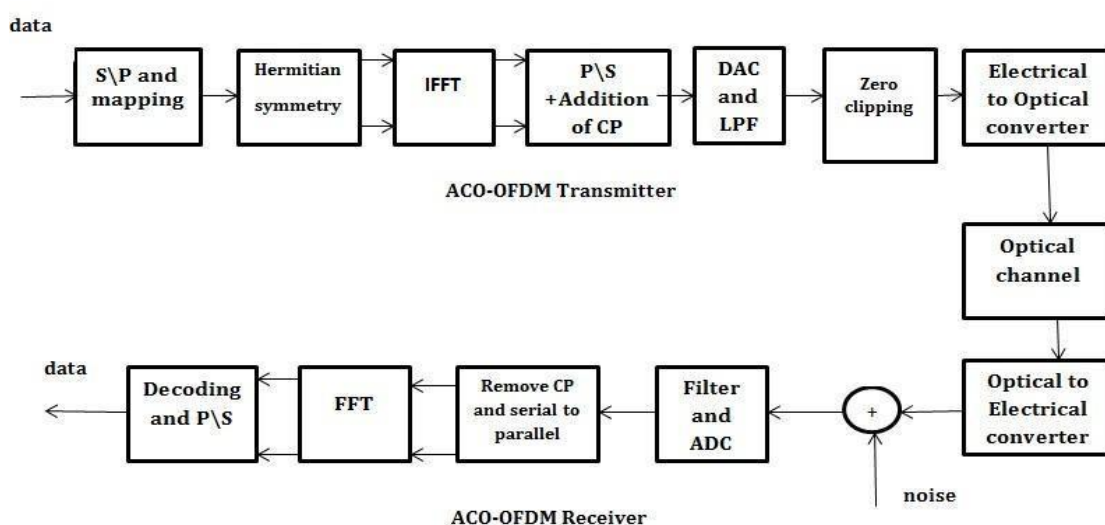 data
S\P and
mapping
Hermitian
symmetry
IFFT
P\S
+Addition
of CP
DAC
and
LPF
Zero
clipping
Electrical
to Optical
converter
ACO-OFDM Transmitter
Optical
channel
data
Decoding
and P\S
FFT
Remove CP
and serial to
parallel
Filter
and
ADC
+
Optical to
Electrical
converter
noise
ACO-OFDM Receiver